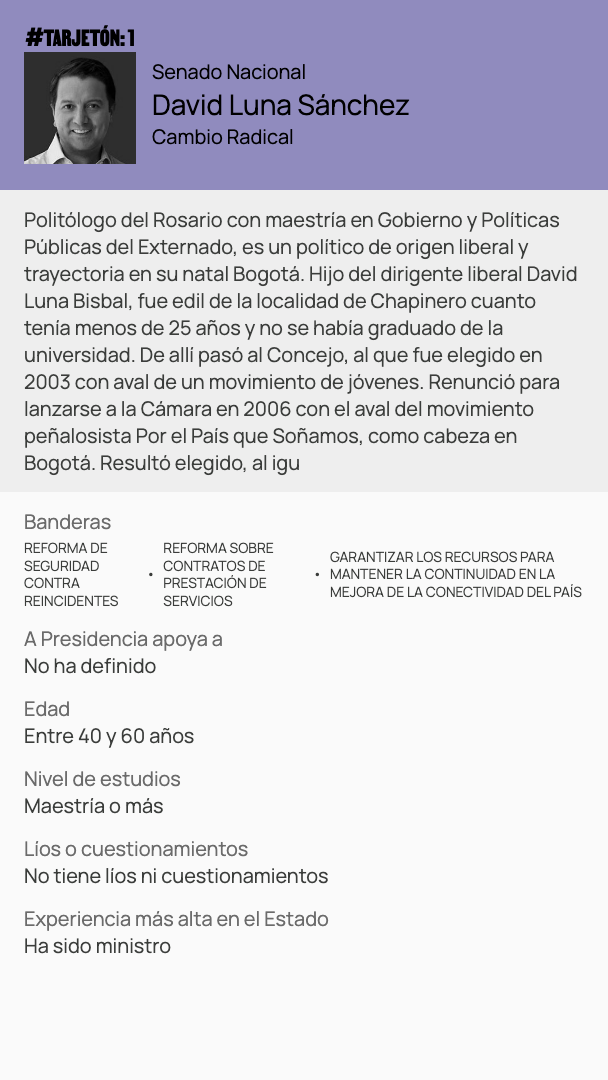 #TARJETÓN: 1
Senado Nacional
David Luna Sánchez
Cambio Radical
Politólogo del Rosario con maestría en Gobierno y Políticas
Públicas del Externado, es un político de origen liberal y
trayectoria en su natal Bogotá. Hijo del dirigente liberal David
Luna Bisbal, fue edil de la localidad de Chapinero cuanto
tenía menos de 25 años y no se había graduado de la
universidad. De allí pasó al Concejo, al que fue elegido en
2003 con aval de un movimiento de jóvenes. Renunció para
lanzarse a la Cámara en 2006 con el aval del movimiento
peñalosista Por el País que Soñamos, como cabeza en
Bogotá. Resultó elegido, al igu
Banderas
REFORMA DE
SEGURIDAD
CONTRA
REINCIDENTES
• REFORMA SOBRE
CONTRATOS DE
PRESTACIÓN DE
SERVICIOS
• GARANTIZAR LOS RECURSOS PARA
MANTENER LA CONTINUIDAD EN LA
MEJORA DE LA CONECTIVIDAD DEL PAÍS
A Presidencia apoya a
No ha definido
Edad
Entre 40 y 60 años
Nivel de estudios
Maestría o más
Líos o cuestionamientos
No tiene líos ni cuestionamientos
Experiencia más alta en el Estado
Ha sido ministro